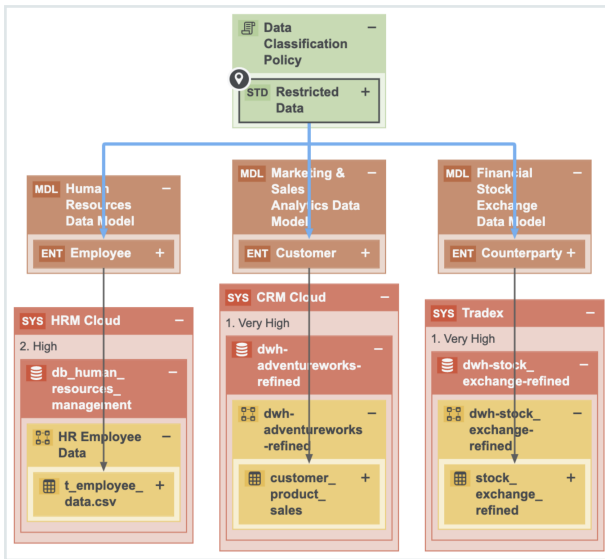 Data
Classification
Policy
STD Restricted
Data
MDL Human
Resources
Data Model
ENT Employee
MDL Marketing &
Sales
Analytics Data
Model
ENT Customer
MDL Financial
Stock
Exchange
Data Model
ENT Counterparty
SYS HRM Cloud
2. High
db_human_
resources_
management
HR Employee
Data
t_employee_
data.csv
SYS CRM Cloud
1. Very High
dwh-
adventureworks-
refined
dwh-
adventureworks
-refined
customer_
product_
sales
SYS Tradex
1. Very High
dwh-stock_
exchange-refined
dwh-stock_
exchange-
refined
stock_
exchange_
refined